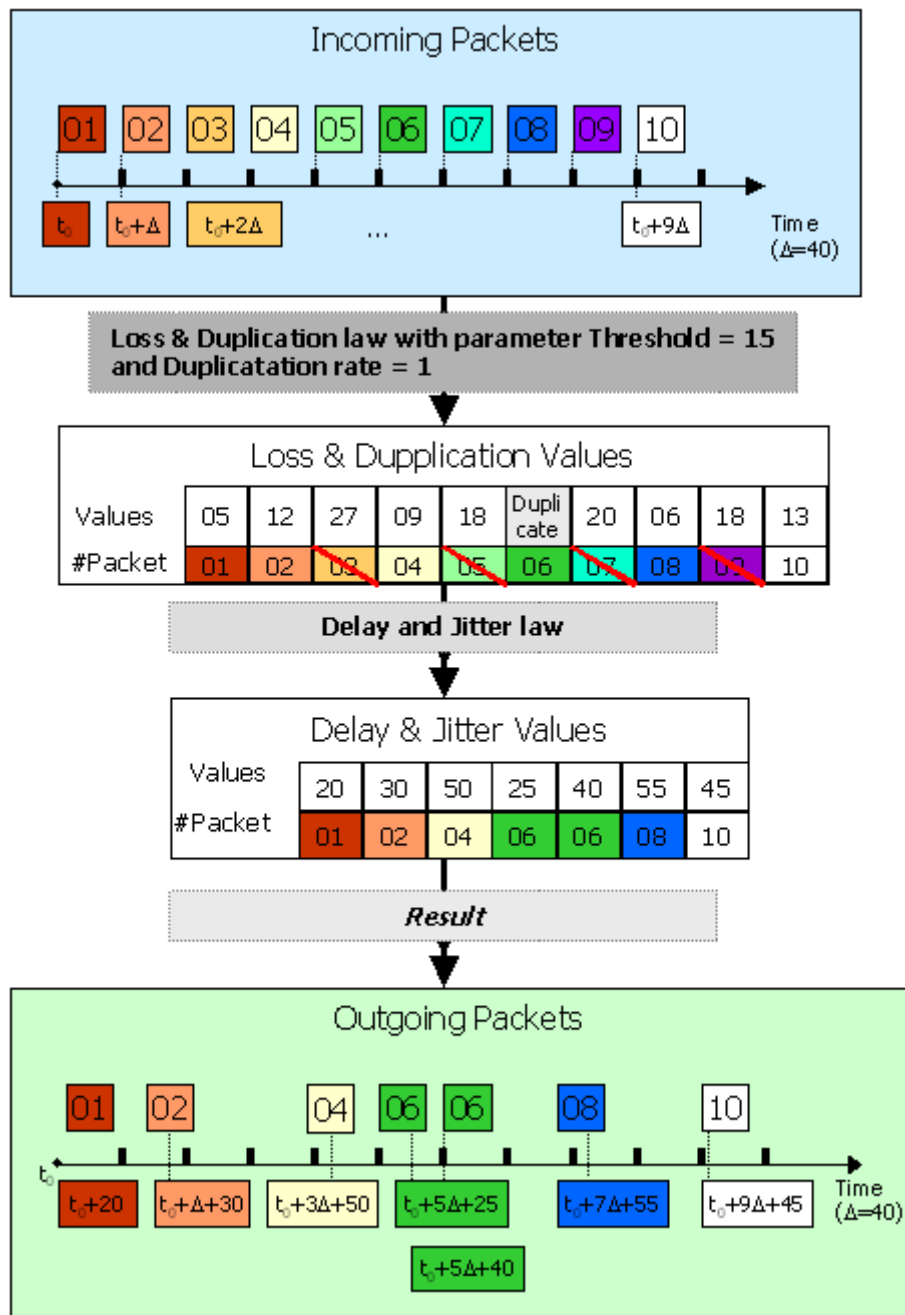 Incoming Packets
01 02 03 04 05 06 07 08 09 10
t₀ t₀+Δ t₀+2Δ ... t₀+9Δ Time
(Δ=40)
Loss & Duplication law with parameter Threshold = 15
and Duplicatation rate = 1
Loss & Dupplication Values
Values 05 12 27 09 18 Dupli
cate 20 06 18 13
#Packet 01 02 03 04 05 06 07 08 09 10
Delay and Jitter law
Delay & Jitter Values
Values 20 30 50 25 40 55 45
#Packet 01 02 04 06 06 08 10
Result
Outgoing Packets
01 02 04 06 06 08 10
t₀
t₀+20 t₀+Δ+30 t₀+3Δ+50 t₀+5Δ+25 t₀+7Δ+55 t₀+9Δ+45 Time
(Δ=40)
t₀+5Δ+40